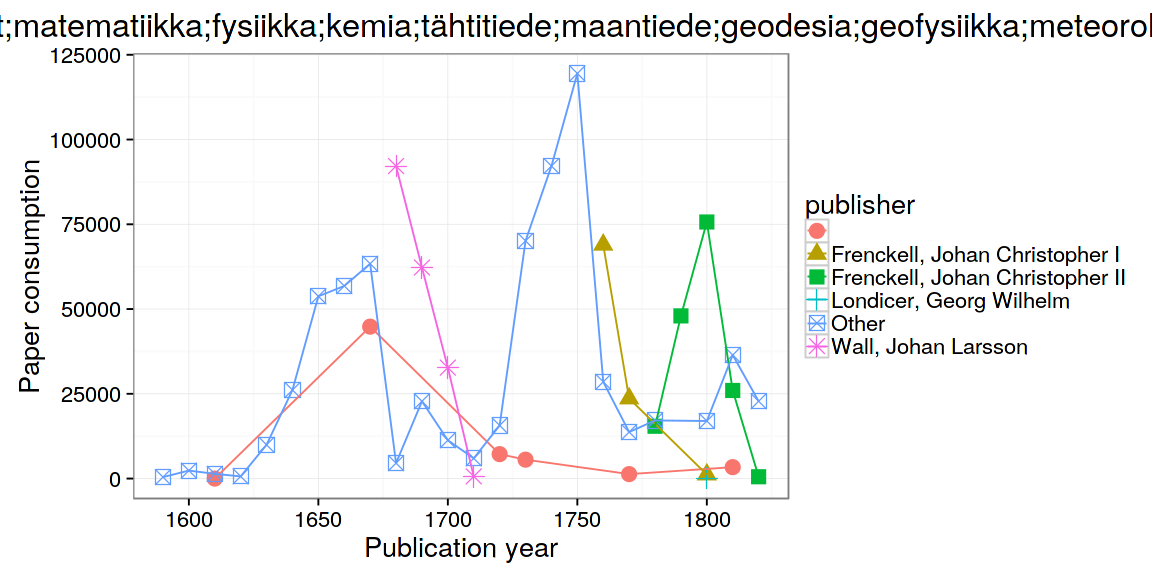 t;matematiikka;fysiikka;kemia;tähtitiede;maantiede;geodesia;geofysiikka;meteorol
125000
100000
75000
50000
25000
0
Paper consumption
1600 1650 1700 1750 1800
Publication year
publisher
Frenckell, Johan Christopher I
Frenckell, Johan Christopher II
Londicer, Georg Wilhelm
Other
Wall, Johan Larsson